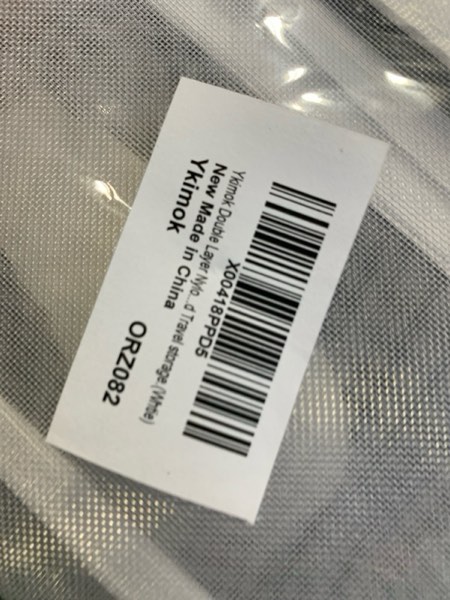 X00418PPD5
Ykimok Double Layer Nylo...d Travel storage (White)
New Made in China
Ykimok
ORZ082